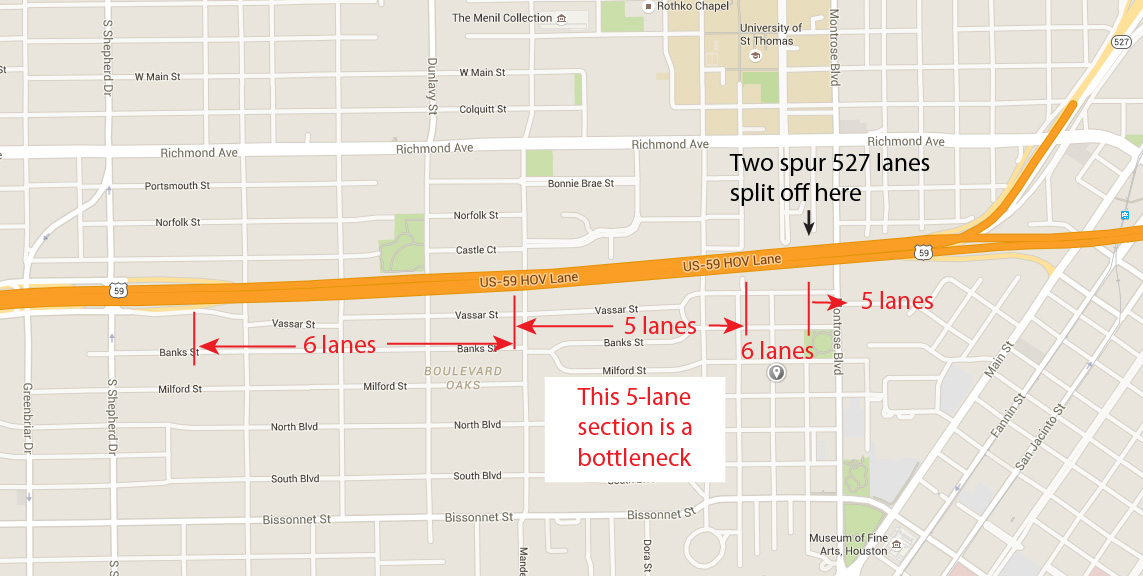 The Menil Collection
Rothko Chapel
University of
St Thomas
Montrose Blvd
527
S Shepherd Dr
St
W Main St
W Main St
Dunlavy St
Colquitt St
Richmond Ave
Richmond Ave
Richmond Ave
Richmond Ave
Two spur 527 lanes
split off here
Portsmouth St
Bonnie Brae St
Norfolk St
Norfolk St
Castle Ct
US-59 HOV Lane
US-59 HOV Lane
59
59
5 lanes
Vassar St
Vassar St
Vassar St
5 lanes
6 lanes
Banks St
Banks St
Banks St
6 lanes
Montrose Blvd
Main St
Milford St
Milford St
Milford St
BOULEVARD
OAKS
This 5-lane
section is a
bottleneck
Greenbriar Dr
S Shepherd Dr
Fannin St
San Jacinto St
North Blvd
North Blvd
South Blvd
South Blvd
Bissonnet St
Bissonnet St
Bissonnet St
Mande
Dora St
Museum of Fine
Arts, Houston